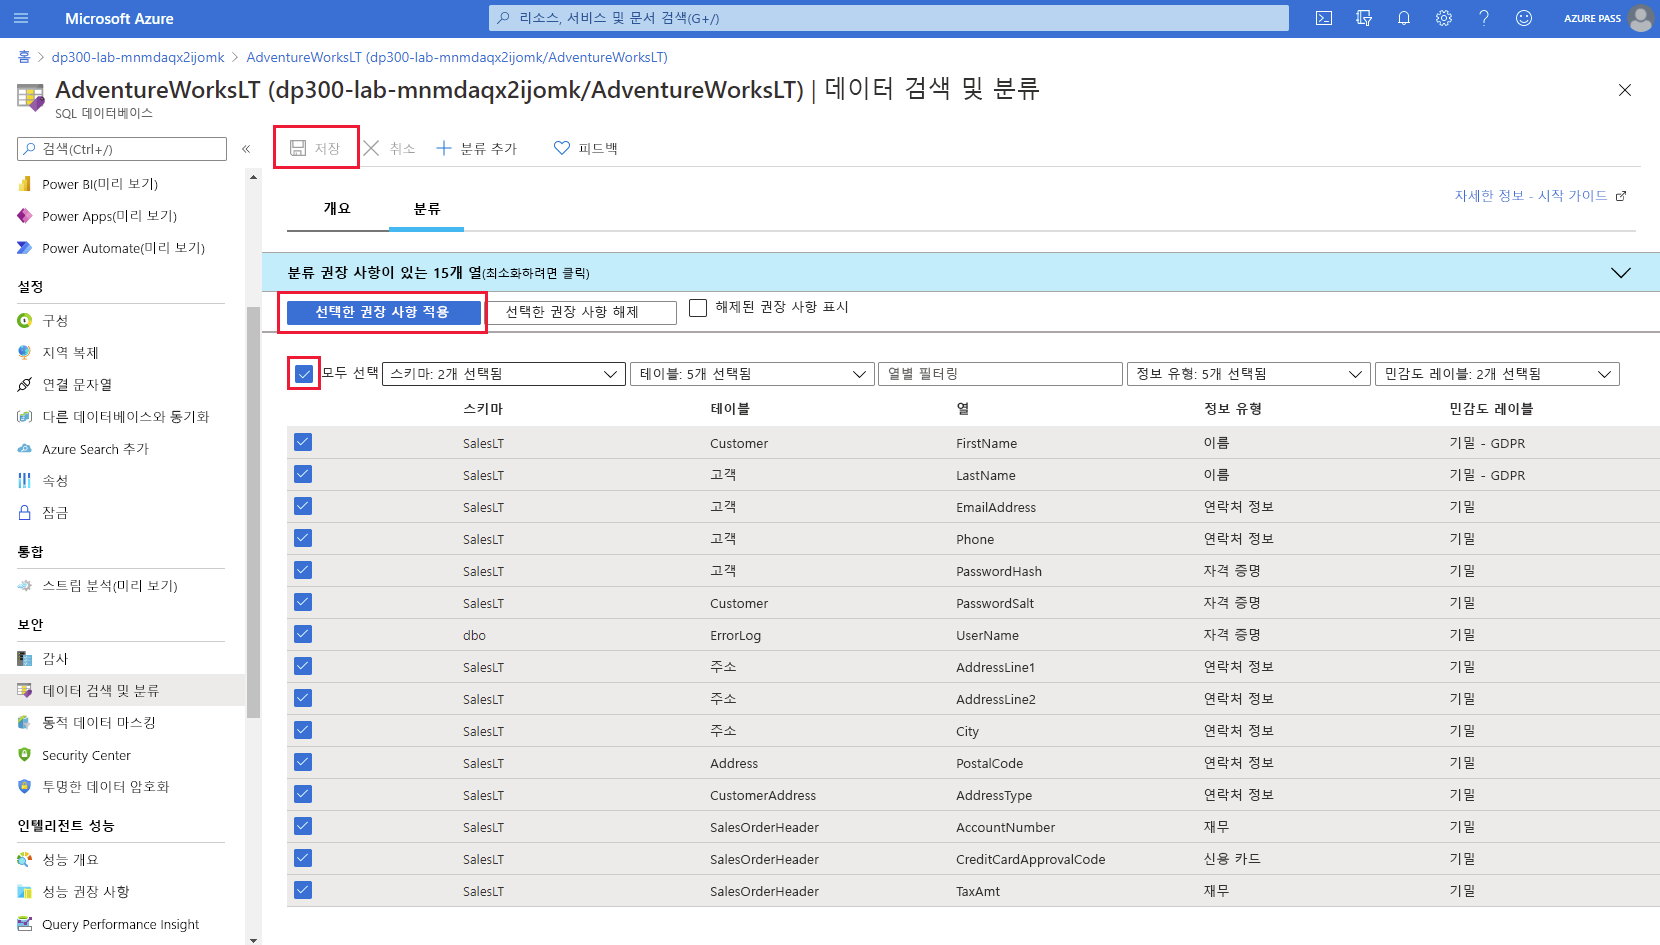 Microsoft Azure
리소스, 서비스 및 문서 검색(G+/)
AZURE PASS
홈 > dp300-lab-mnmdaqx2ijomk > AdventureWorksLT (dp300-lab-mnmdaqx2ijomk/AdventureWorksLT)
AdventureWorksLT (dp300-lab-mnmdaqx2ijomk/AdventureWorksLT) | 데이터 검색 및 분류
SQL 데이터베이스
검색(Ctrl+/)
«
저장
취소
분류 추가
피드백
Power BI(미리 보기)
Power Apps(미리 보기)
Power Automate(미리 보기)
설정
구성
지역 복제
연결 문자열
다른 데이터베이스와 동기화
Azure Search 추가
속성
잠금
통합
스트림 분석(미리 보기)
보안
감사
데이터 검색 및 분류
동적 데이터 마스킹
Security Center
투명한 데이터 암호화
인텔리전트 성능
성능 개요
성능 권장 사항
Query Performance Insight
개요
분류
자세한 정보 - 시작 가이드
분류 권장 사항이 있는 15개 열(최소화하려면 클릭)
선택한 권장 사항 적용
선택한 권장 사항 해제
해제된 권장 사항 표시
모두 선택
스키마: 2개 선택됨
테이블: 5개 선택됨
열별 필터링
정보 유형: 5개 선택됨
민감도 레이블: 2개 선택됨
스키마 테이블 열 정보 유형 민감도 레이블
SalesLT Customer FirstName 이름 기밀 - GDPR
SalesLT 고객 LastName 이름 기밀 - GDPR
SalesLT 고객 EmailAddress 연락처 정보 기밀
SalesLT 고객 Phone 연락처 정보 기밀
SalesLT 고객 PasswordHash 자격 증명 기밀
SalesLT Customer PasswordSalt 자격 증명 기밀
dbo ErrorLog UserName 자격 증명 기밀
SalesLT 주소 AddressLine1 연락처 정보 기밀
SalesLT 주소 AddressLine2 연락처 정보 기밀
SalesLT 주소 City 연락처 정보 기밀
SalesLT Address PostalCode 연락처 정보 기밀
SalesLT CustomerAddress AddressType 연락처 정보 기밀
SalesLT SalesOrderHeader AccountNumber 재무 기밀
SalesLT SalesOrderHeader CreditCardApprovalCode 신용 카드 기밀
SalesLT SalesOrderHeader TaxAmt 재무 기밀